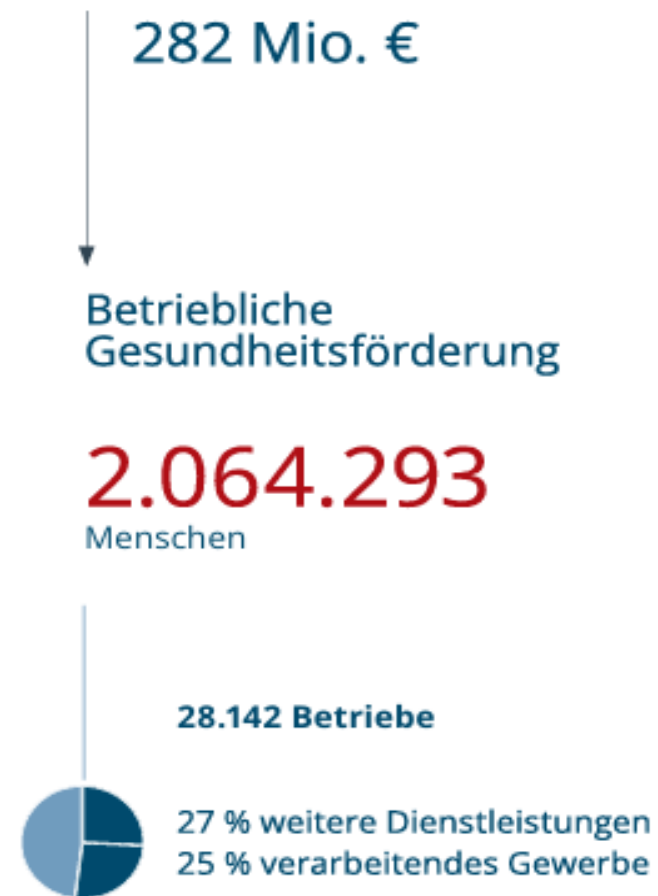 282 Mio. €
Betriebliche
Gesundheitsförderung
2.064.293
Menschen
28.142 Betriebe
27 % weitere Dienstleistungen
25 % verarbeitendes Gewerbe